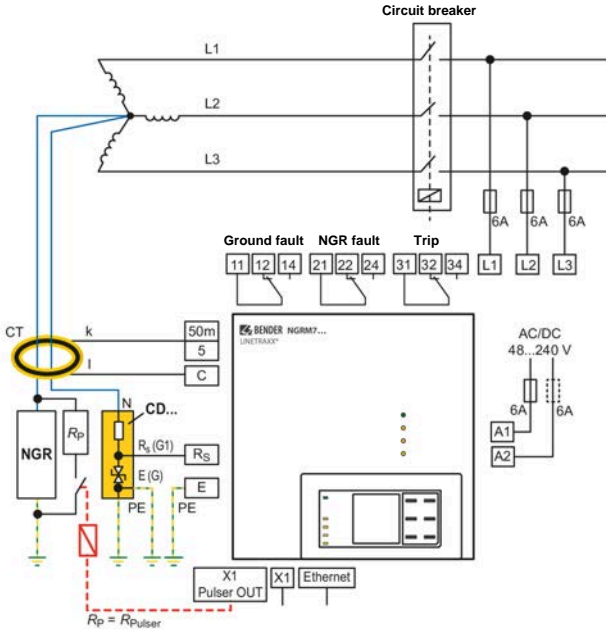 Circuit breaker
L1
L2
L3
6A
6A
6A
L1
L2
L3
Ground fault
NGR fault
Trip
11 12 14
21 22 24
31 32 34
CT
k
50m
5
l
C
BENDER NGRM7...
LINETRAXX®
AC/DC
48...240 V
6A
6A
A1
A2
N
CD...
RP
NGR
Rs (G1)
RS
E (G)
E
PE
PE
X1
Pulser OUT
X1
Ethernet
RP = RPulser